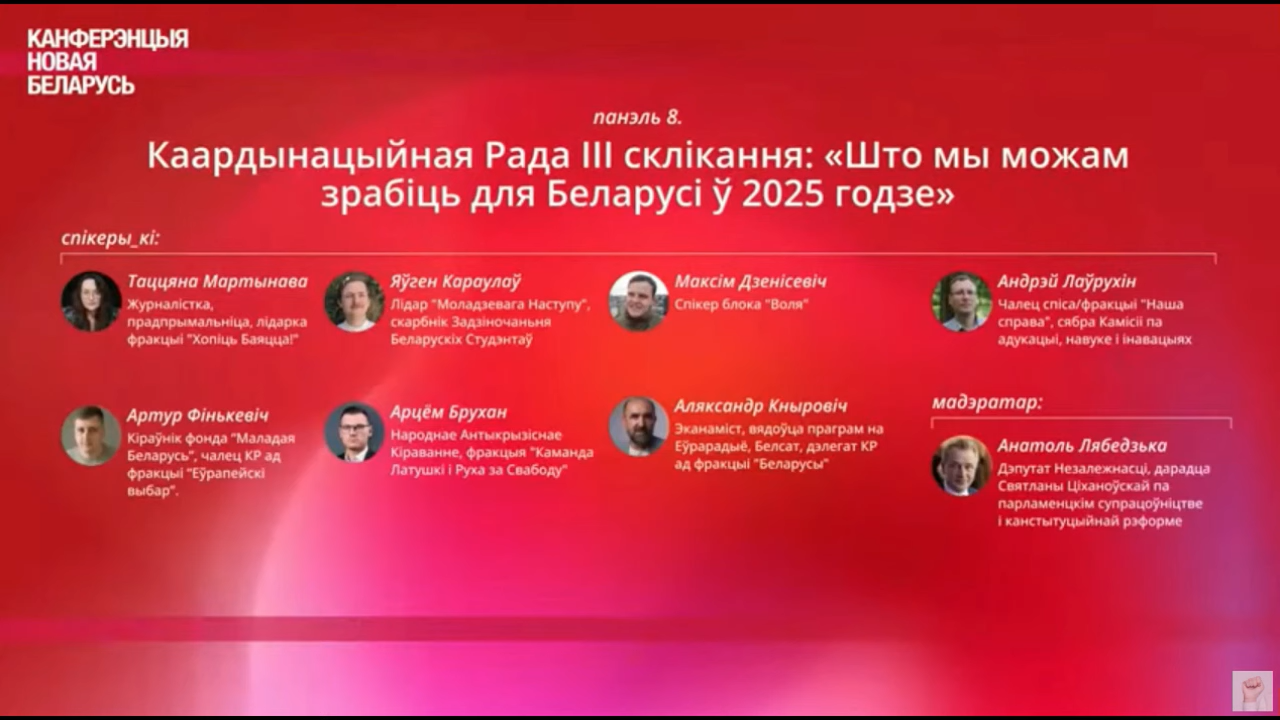 КАНФЕРЭНЦЫЯ
НОВАЯ
БЕЛАРУСЬ
панэль 8.
Каардынацыйная Рада III склікання: «Што мы можам
зрабіць для Беларусі ў 2025 годзе»
спікеры_кі:
Таццяна Мартынава
Журналістка,
прадпрымальніца, лідарка
фракцыі "Хопіць Баяцца!"
Яўген Караулаў
Лідар "Моладзевага Наступу",
скарбнік Задзіночаньня
Беларускіх Студэнтаў
Максім Дзенісевіч
Спікер блока "Воля"
Андрэй Лаўрухін
Чалец спіса/фракцыі "Наша
справа", сябра Камісіі па
адукацыі, навуке і інавацыях
Артур Фінькевіч
Кіраўнік фонда "Маладая
Беларусь", чалец КР ад
фракцыі "Еўрапейскі
выбар".
Арцём Брухан
Народнае Антыкрызіснае
Кіраванне, фракцыя "Каманда
Латушкі і Руха за Свабоду"
Аляксандр Кныровіч
Эканаміст, вядоўца праграм на
Еўрарадыё, Белсат, дэлегат КР
ад фракцыі "Беларусы"
мадэратар:
Анатоль Лябедзька
Дэпутат Незалежнасці, дарадца
Святланы Ціханоўскай па
парламенцкім супрацоўніцтве
і канстытуцыйнай рэформе